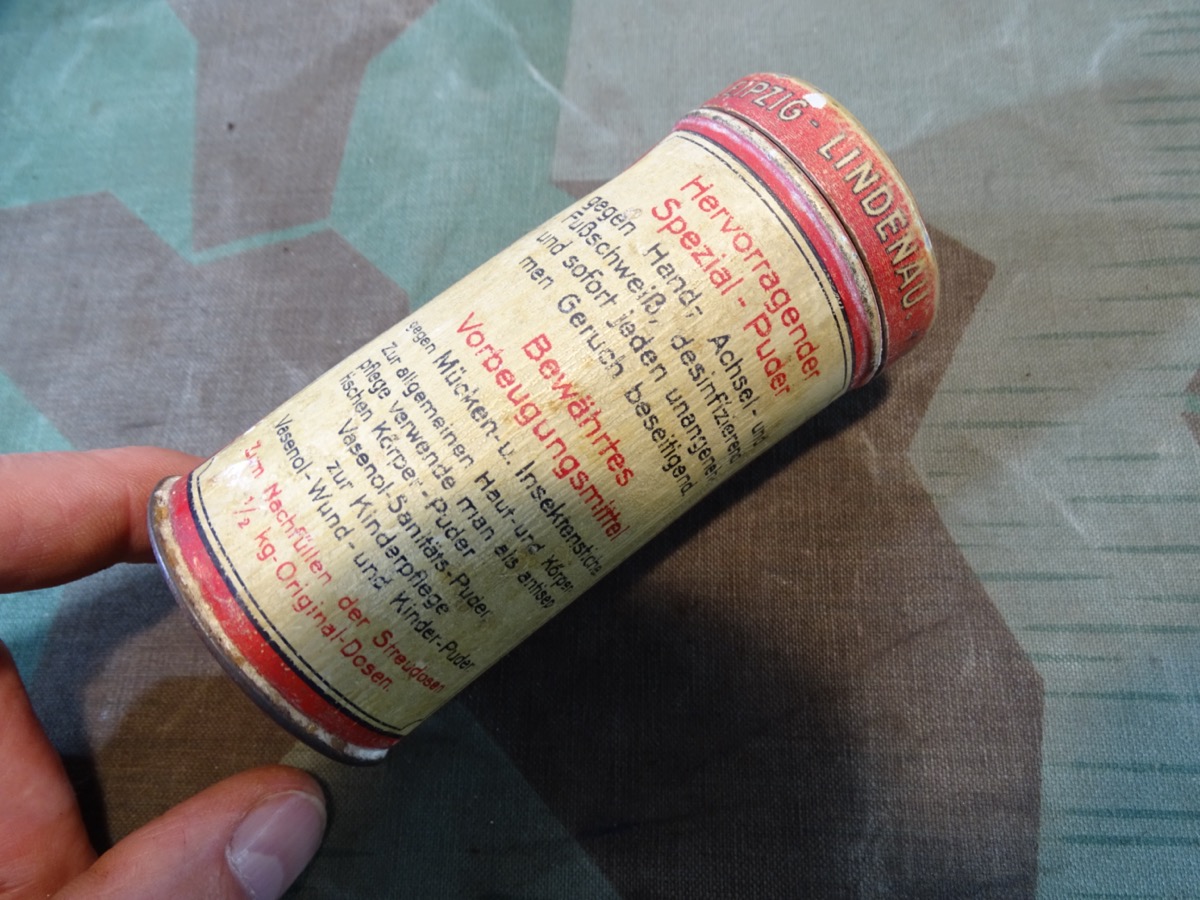 EIPZIG - LINDENAU
Hervorragender
Spezial - Puder
gegen Hand-, Achsel- und
Fußschweiß, desinfizierend
und sofort jeden unangeneh
men Geruch beseitigend
Bewährtes
Vorbeugungsmittel
gegen Mücken- u. Insektenstiche
Zur allgemeinen Haut- und Körper
pflege verwende man als antisep
tischen Körper-Puder
Vasenol-Sanitäts-Puder,
zur Kinderpflege
Vasenol-Wund- und Kinder-Puder
Zum Nachfüllen der Streudosen
½ kg-Original-Dosen.